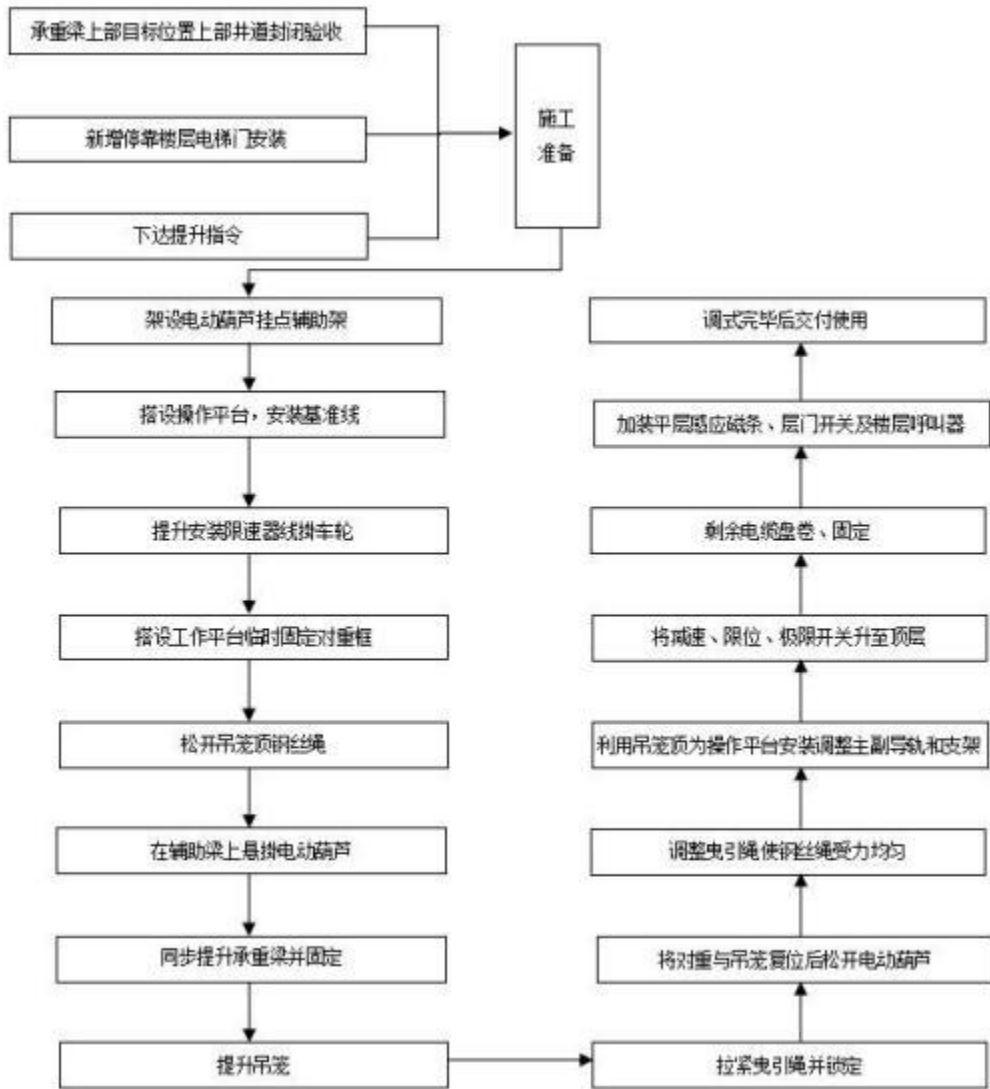 承重梁上部目标位置上部井道封闭验收
新增停靠楼层电梯门安装
下达提升指令
施工
准备
架设电动葫芦挂点辅助架
搭设操作平台，安装基准线
提升安装限速器线掛车轮
搭设工作平台临时固定对重框
松开吊笼顶钢丝绳
在辅助梁上悬掛电动葫芦
同步提升承重梁并固定
提升吊笼
拉紧曳引绳并锁定
将对重与吊笼复位后松开电动葫芦
调整曳引绳使钢丝绳受力均匀
利用吊笼顶为操作平台安装调整主副导轨和支架
将减速、限位、极限开关升至顶层
剩余电缆盘卷、固定
加装平层感应磁条、层门开关及楼层呼叫器
调式完毕后交付使用